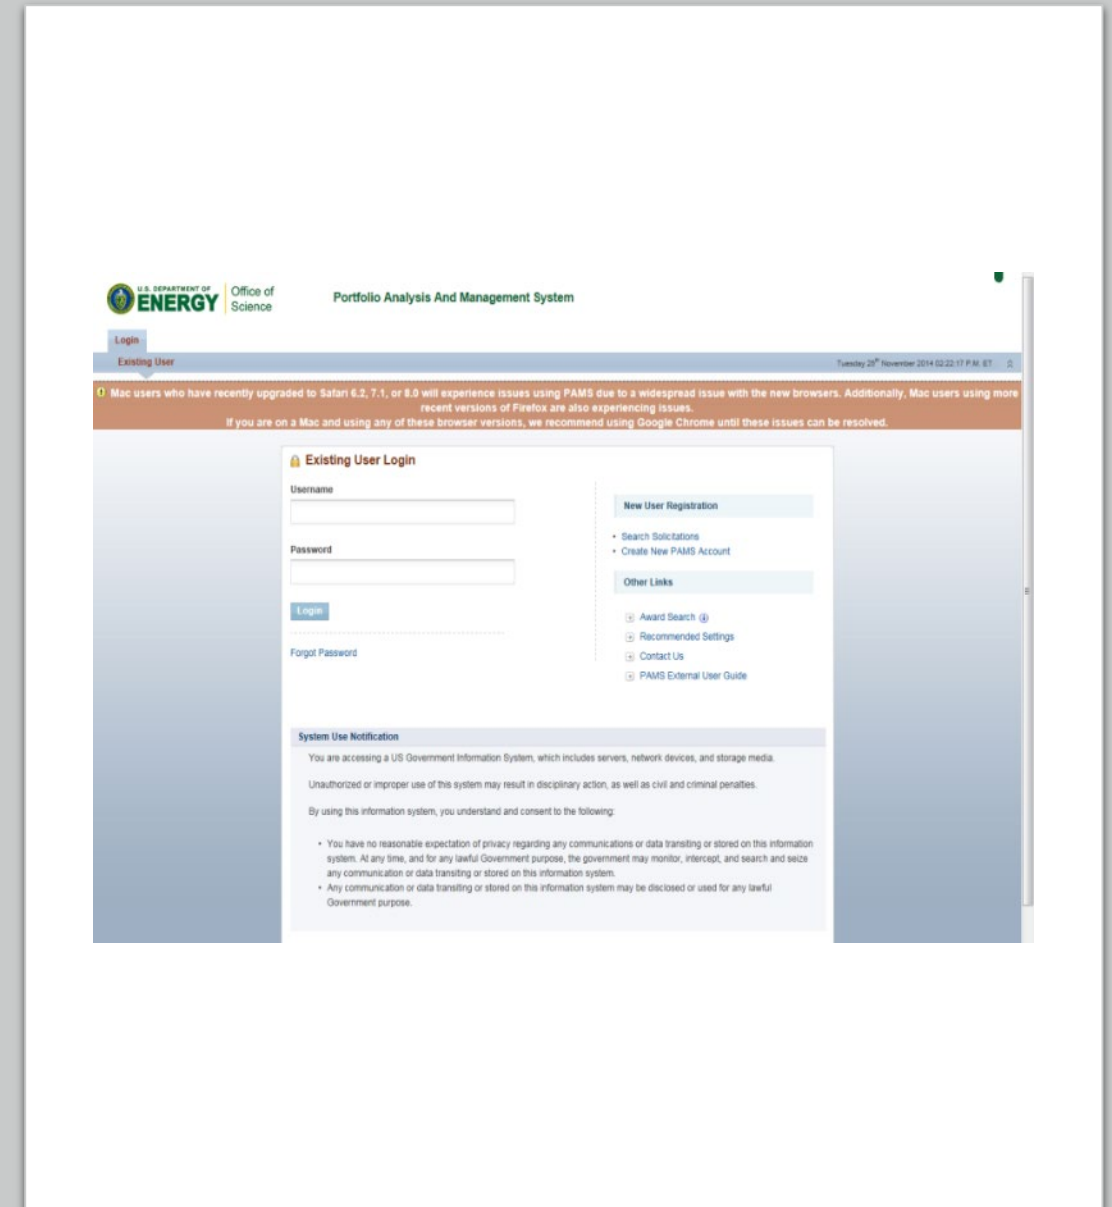 U.S. DEPARTMENT OF
ENERGY
Office of
Science
Portfolio Analysis And Management System
Login
Existing User
Tuesday 25th November 2014 02:22:17 P.M. ET
Mac users who have recently upgraded to Safari 6.2, 7.1, or 8.0 will experience issues using PAMS due to a widespread issue with the new browsers. Additionally, Mac users using more
recent versions of Firefox are also experiencing issues.
If you are on a Mac and using any of these browser versions, we recommend using Google Chrome until these issues can be resolved.
Existing User Login
Username
Password
Login
Forgot Password
New User Registration
• Search Solicitations
• Create New PAMS Account
Other Links
Award Search
Recommended Settings
Contact Us
PAMS External User Guide
System Use Notification
You are accessing a US Government Information System, which includes servers, network devices, and storage media.
Unauthorized or improper use of this system may result in disciplinary action, as well as civil and criminal penalties.
By using this information system, you understand and consent to the following:
• You have no reasonable expectation of privacy regarding any communications or data transiting or stored on this information
system. At any time, and for any lawful Government purpose, the government may monitor, intercept, and search and seize
any communication or data transiting or stored on this information system.
• Any communication or data transiting or stored on this information system may be disclosed or used for any lawful
Government purpose.